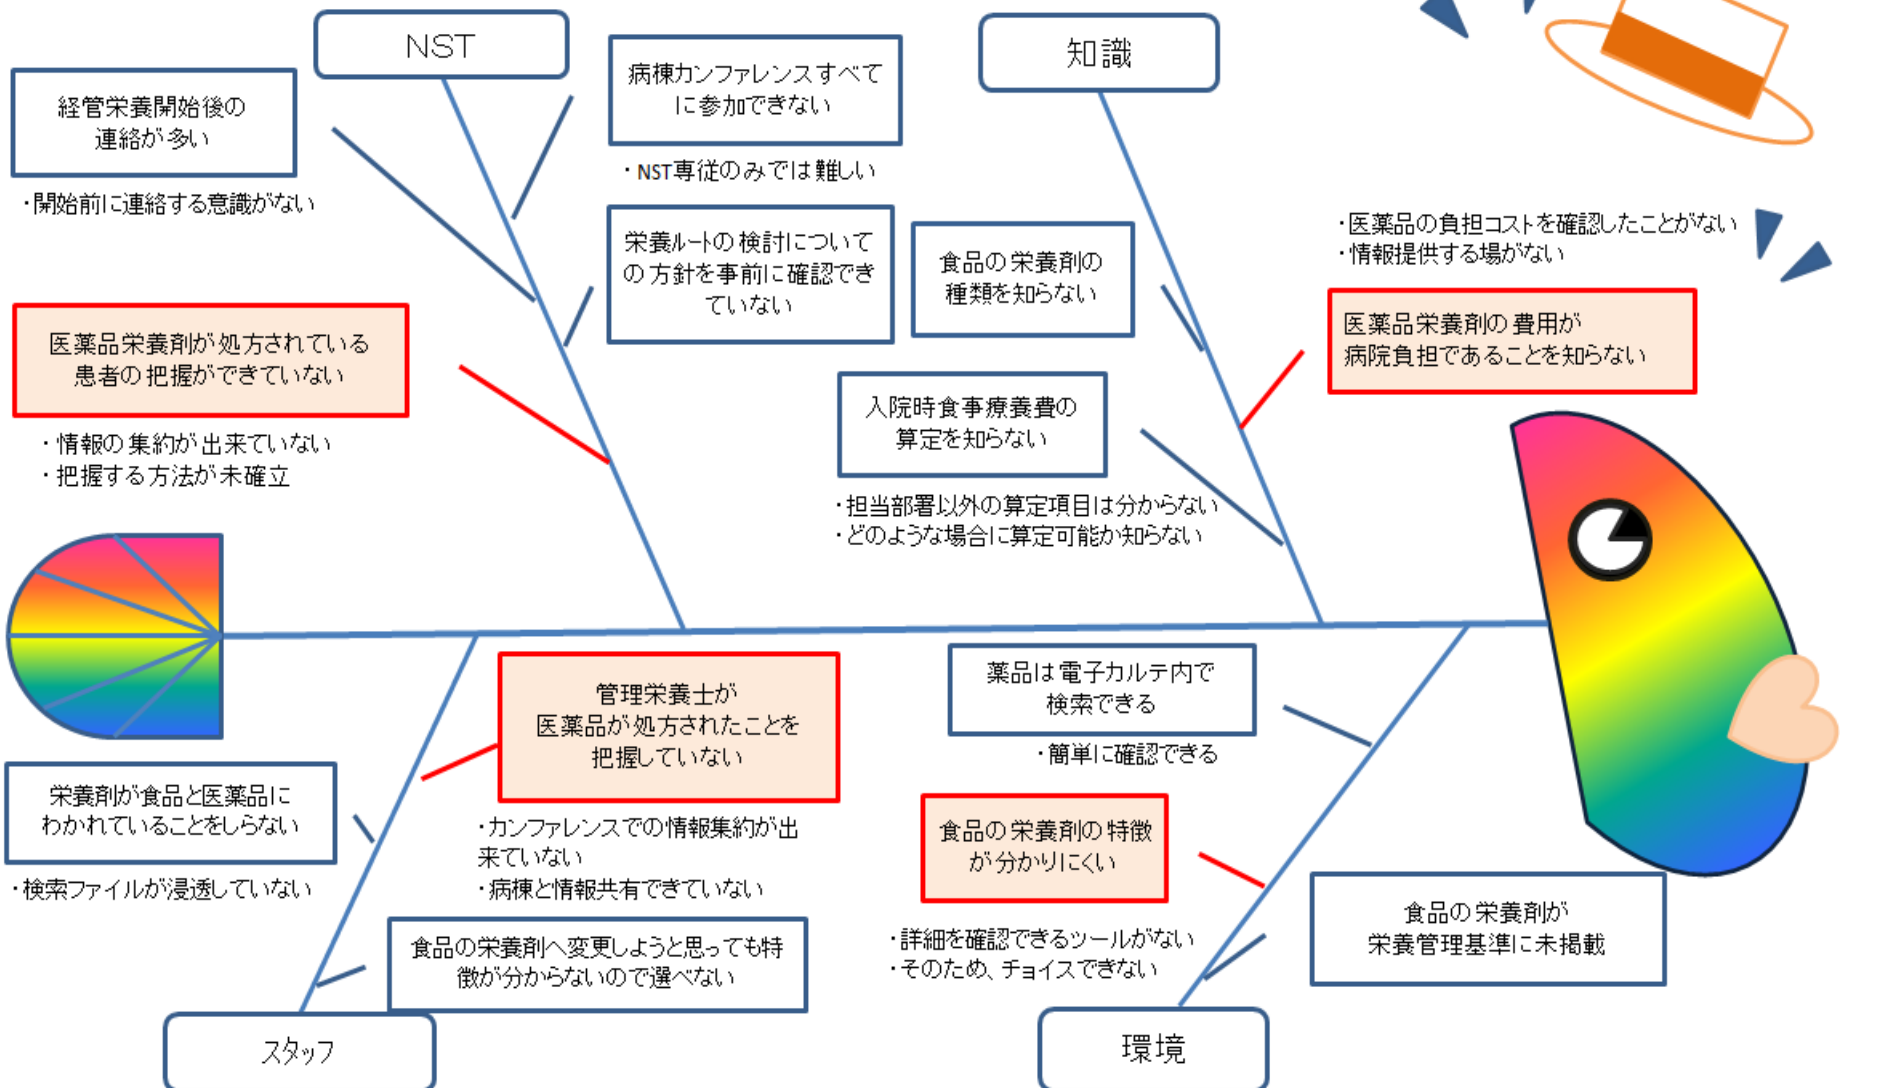 NST
経管栄養開始後の
連絡が多い
・開始前に連絡する意識がない
病棟カンファレンスすべて
に参加できない
・NST専従のみでは難しい
栄養ルートの検討について
の方針を事前に確認でき
ていない
医薬品栄養剤が処方されている
患者の把握ができていない
・情報の集約が出来ていない
・把握する方法が未確立
知識
食品の栄養剤の
種類を知らない
入院時食事療養費の
算定を知らない
・担当部署以外の算定項目は分からない
・どのような場合に算定可能か知らない
・医薬品の負担コストを確認したことがない
・情報提供する場がない
医薬品栄養剤の費用が
病院負担であることを知らない
管理栄養士が
医薬品が処方されたことを
把握していない
・カンファレンスでの情報集約が出
来ていない
・病棟と情報共有できていない
栄養剤が食品と医薬品に
わかれていることをしらない
・検索ファイルが浸透していない
食品の栄養剤へ変更しようと思っても特
徴が分からないので選べない
スタッフ
薬品は電子カルテ内で
検索できる
・簡単に確認できる
食品の栄養剤の特徴
が分かりにくい
・詳細を確認できるツールがない
・そのため、チョイスできない
食品の栄養剤が
栄養管理基準に未掲載
環境